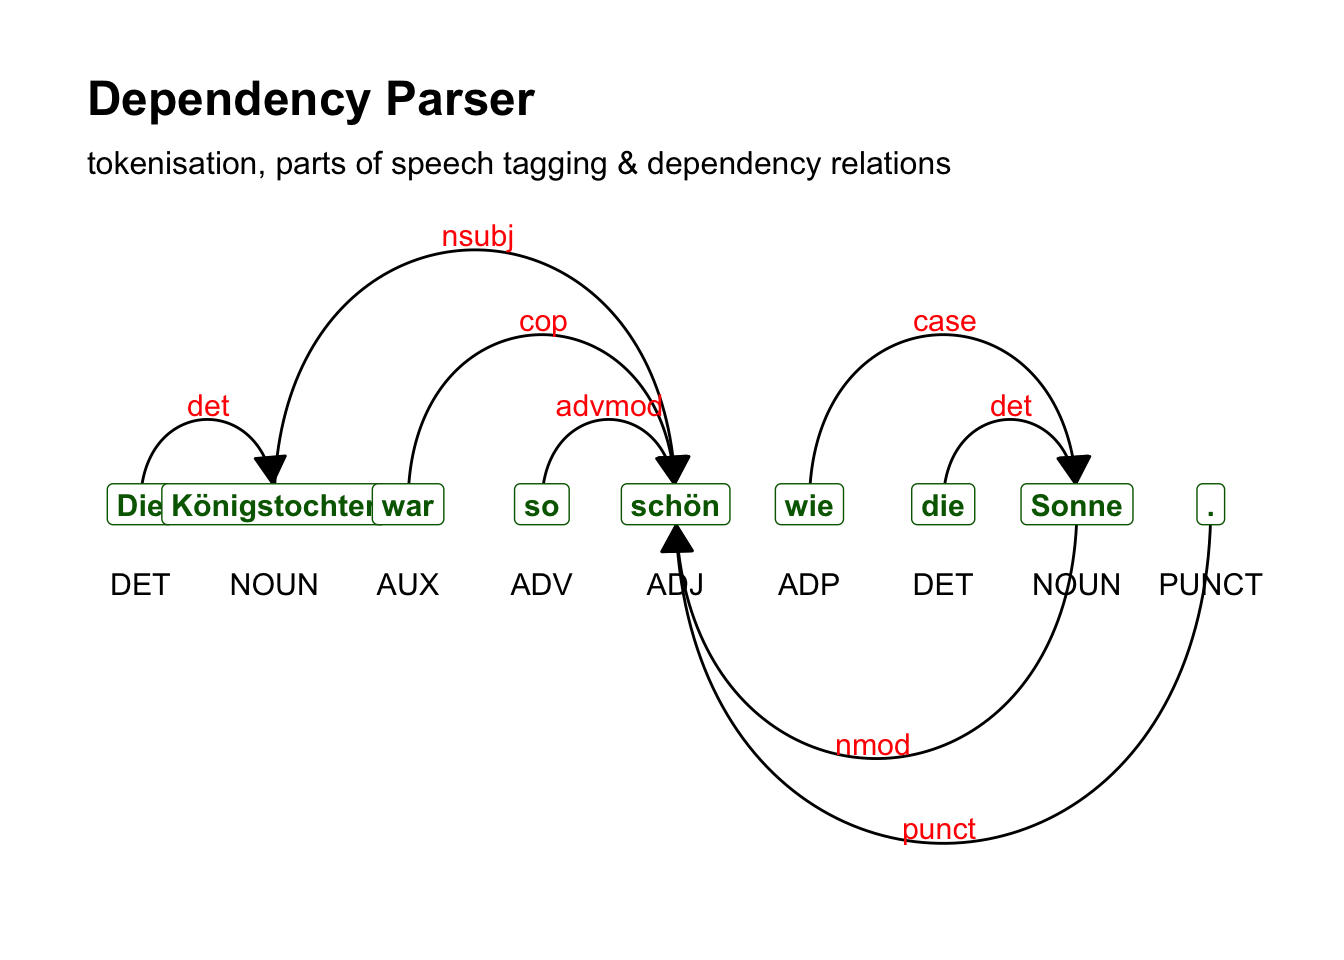 Dependency Parser
tokenisation, parts of speech tagging & dependency relations
nsubj
cop
case
det
advmod
det
Die Königstochter war so schön wie die Sonne .
DET NOUN AUX ADV ADJ ADP DET NOUN PUNCT
nmod
punct